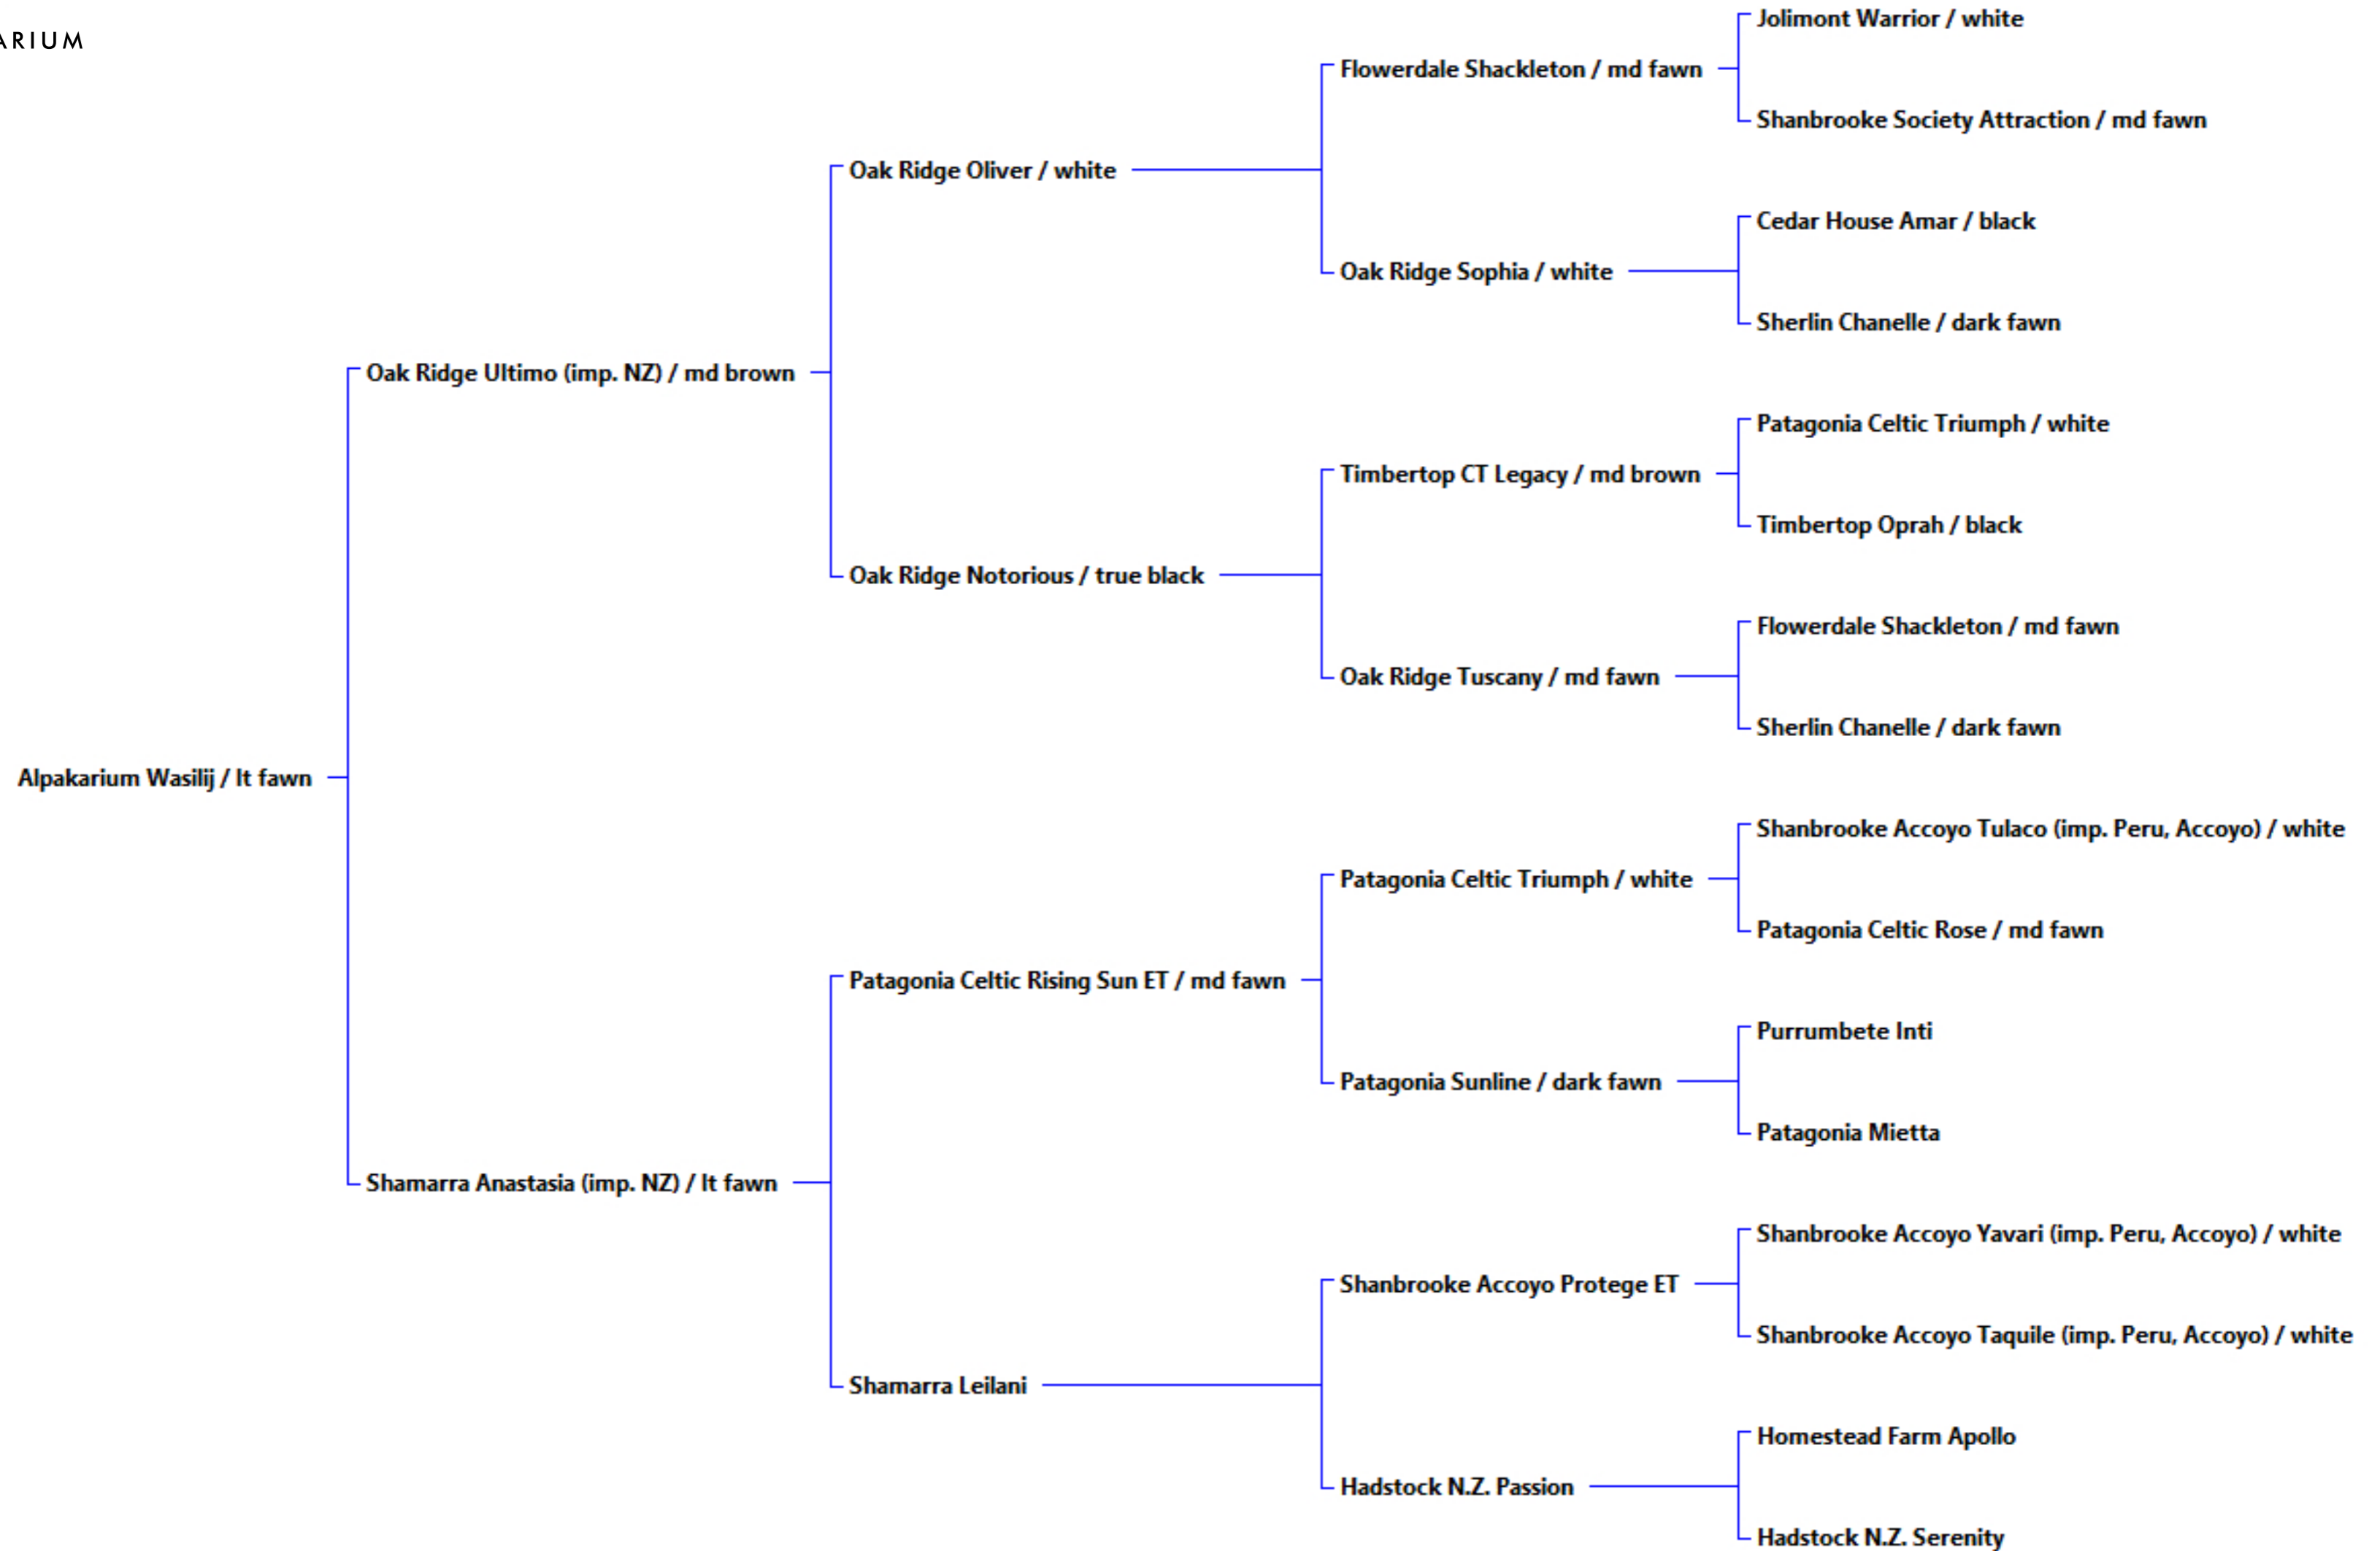 ARIUM
Jolimont Warrior / white
Flowerdale Shackleton / md fawn
Shanbrooke Society Attraction / md fawn
Oak Ridge Oliver / white
Cedar House Amar / black
Oak Ridge Sophia / white
Sherlin Chanelle / dark fawn
Oak Ridge Ultimo (imp. NZ) / md brown
Patagonia Celtic Triumph / white
Timbertop CT Legacy / md brown
Timbertop Oprah / black
Oak Ridge Notorious / true black
Flowerdale Shackleton / md fawn
Oak Ridge Tuscany / md fawn
Sherlin Chanelle / dark fawn
Alpakarium Wasilij / lt fawn
Shanbrooke Accoyo Tulaco (imp. Peru, Accoyo) / white
Patagonia Celtic Triumph / white
Patagonia Celtic Rose / md fawn
Patagonia Celtic Rising Sun ET / md fawn
Purrumbete Inti
Patagonia Sunline / dark fawn
Patagonia Mietta
Shamarra Anastasia (imp. NZ) / lt fawn
Shanbrooke Accoyo Yavari (imp. Peru, Accoyo) / white
Shanbrooke Accoyo Protege ET
Shanbrooke Accoyo Taquile (imp. Peru, Accoyo) / white
Shamarra Leilani
Homestead Farm Apollo
Hadstock N.Z. Passion
Hadstock N.Z. Serenity